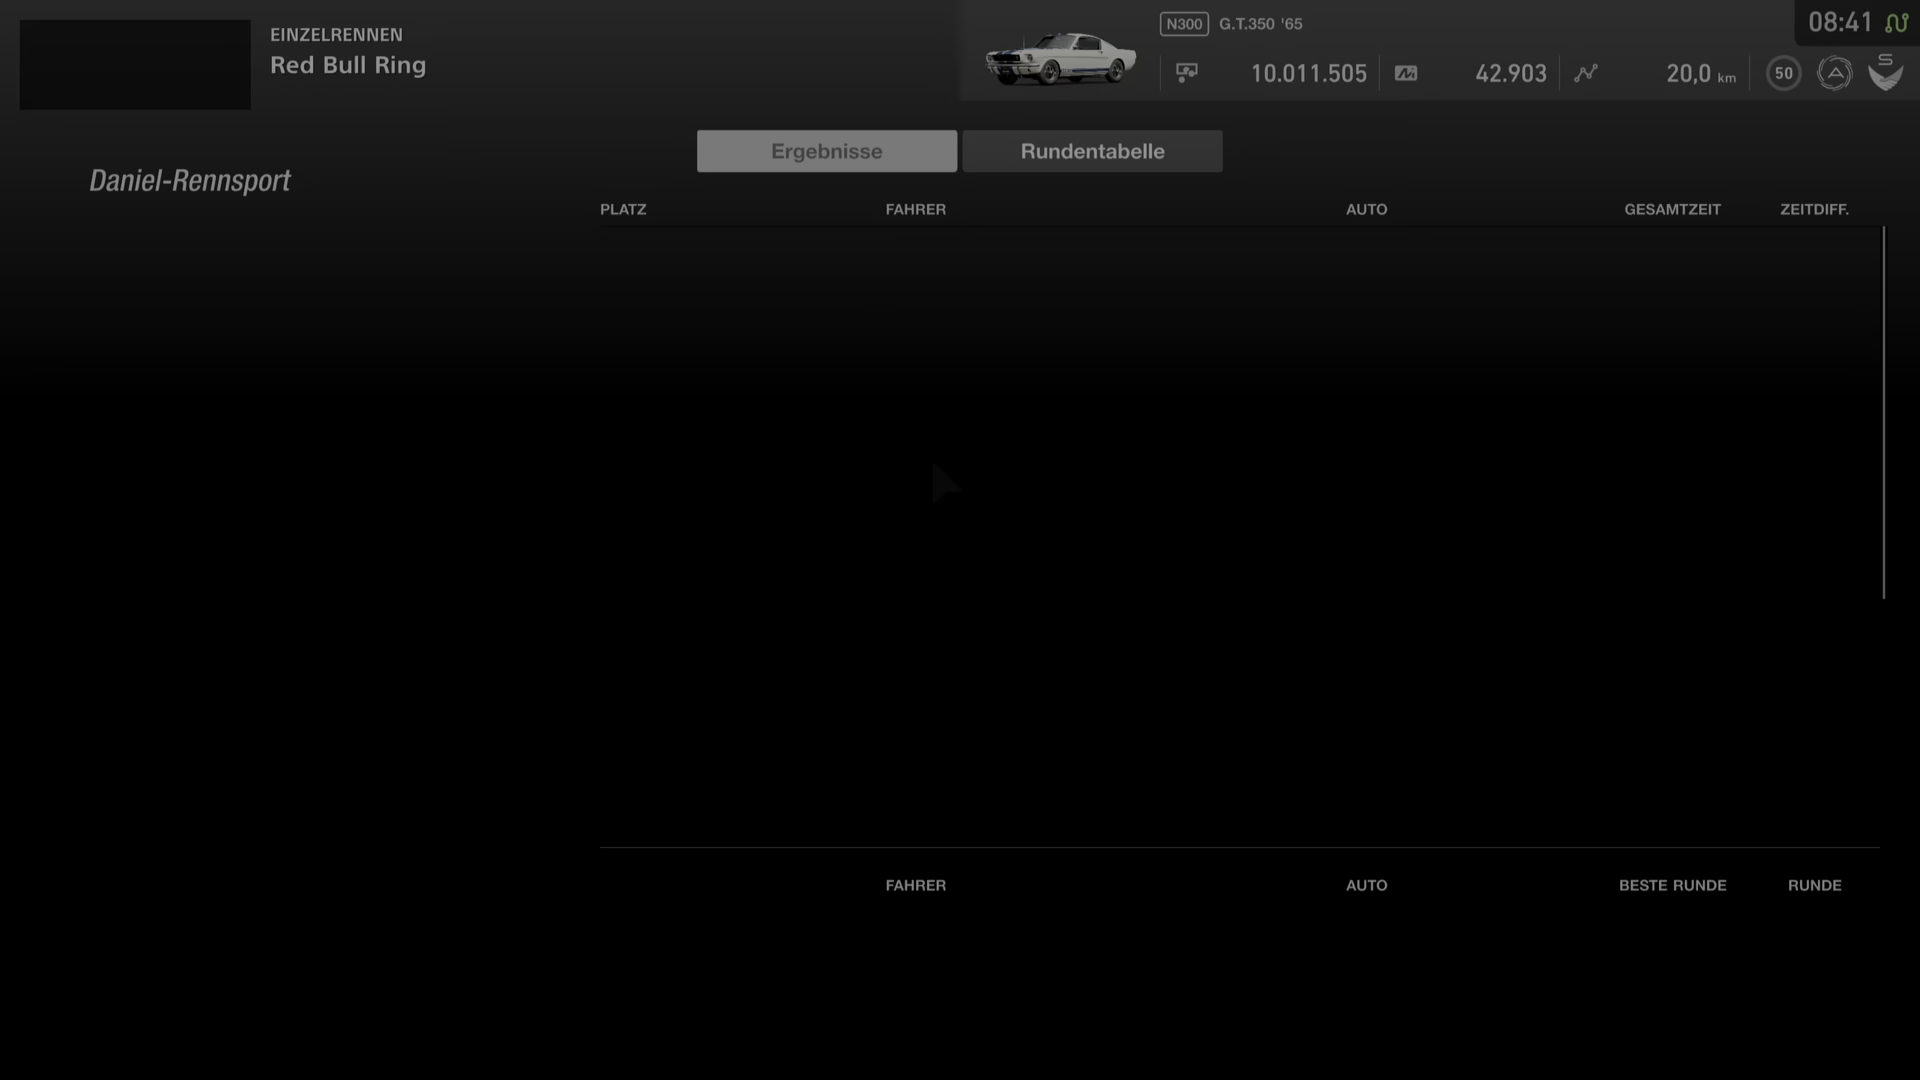 EINZELRENNEN
Red Bull Ring
N300 G.T.350 '65
08:41
10.011.505
42.903
20,0 km
50
A
S
Ergebnisse
Rundentabelle
Daniel-Rennsport
PLATZ FAHRER AUTO GESAMTZEIT ZEITDIFF.
FAHRER AUTO BESTE RUNDE RUNDE